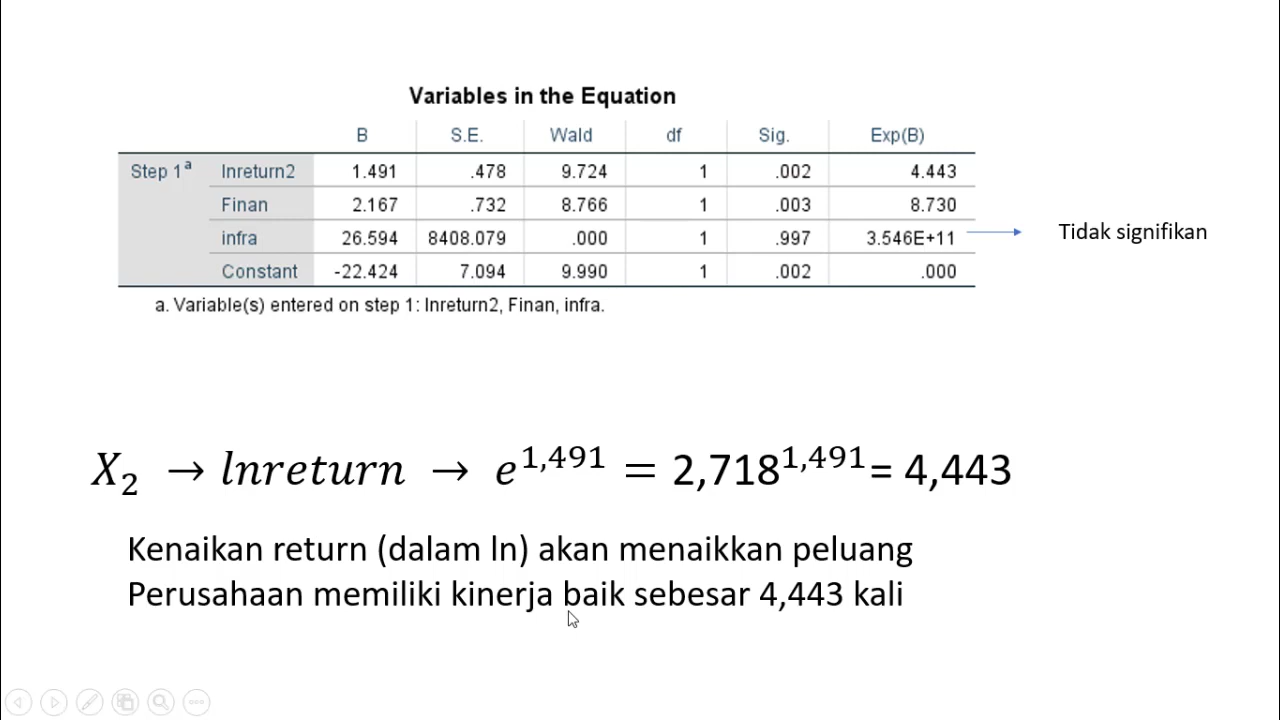 Variables in the Equation
B S.E. Wald df Sig. Exp(B)
Step 1a lnreturn2 1.491 .478 9.724 1 .002 4.443
Finan 2.167 .732 8.766 1 .003 8.730
infra 26.594 8408.079 .000 1 .997 3.546E+11 Tidak signifikan
Constant -22.424 7.094 9.990 1 .002 .000
a. Variable(s) entered on step 1: lnreturn2, Finan, infra.
X₂ → lnreturn → e^1,491 = 2,718^1,491 = 4,443
Kenaikan return (dalam ln) akan menaikkan peluang
Perusahaan memiliki kinerja baik sebesar 4,443 kali